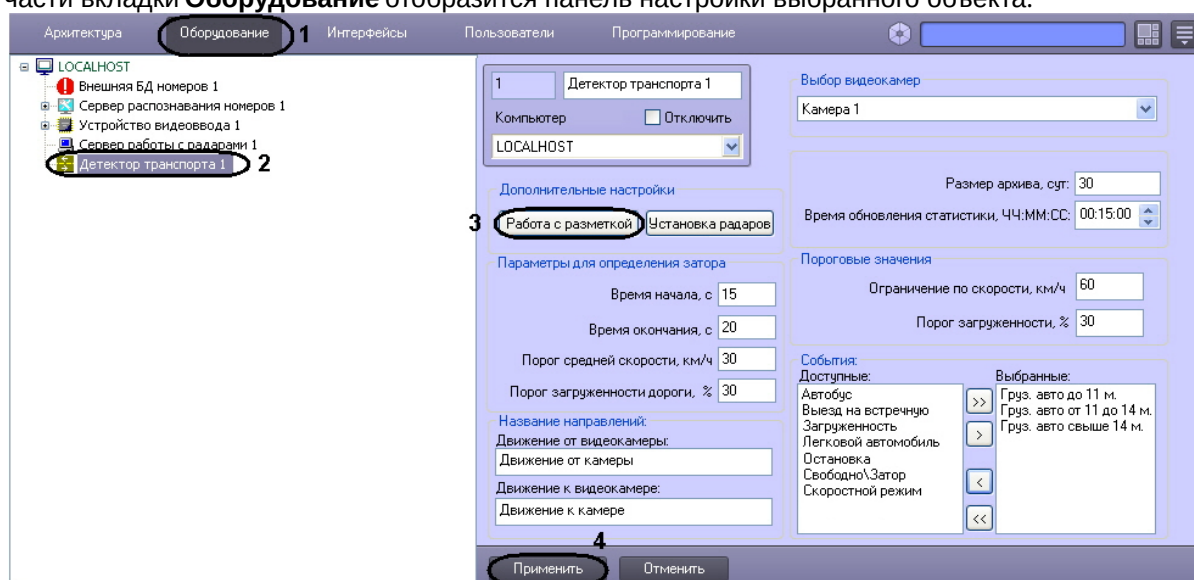 части вкладки Оборудование отобразится панель настройки выбранного объекта.
Архитектура Оборудование 1 Интерфейсы Пользователи Программирование
LOCALHOST
Внешняя БД номеров 1
Сервер распознавания номеров 1
Устройство видеоввода 1
Сервер работы с радарами 1
Детектор транспорта 1 2
1 Детектор транспорта 1
Компьютер Отключить
LOCALHOST
Дополнительные настройки
3 Работа с разметкой Установка радаров
Параметры для определения затора
Время начала, с 15
Время окончания, с 20
Порог средней скорости, км/ч 30
Порог загруженности дороги, % 30
Название направлений:
Движение от видеокамеры:
Движение от камеры
Движение к видеокамере:
Движение к камере
Выбор видеокамер
Камера 1
Размер архива, сут: 30
Время обновления статистики, ЧЧ:ММ:СС: 00:15:00
Пороговые значения
Ограничение по скорости, км/ч 60
Порог загруженности, % 30
События:
Доступные:
Автобус
Выезд на встречную
Загруженность
Легковой автомобиль
Остановка
Свободно\Затор
Скоростной режим
>>
>
<
<<
Выбранные:
Груз. авто до 11 м.
Груз. авто от 11 до 14 м.
Груз. авто свыше 14 м.
4
Применить Отменить